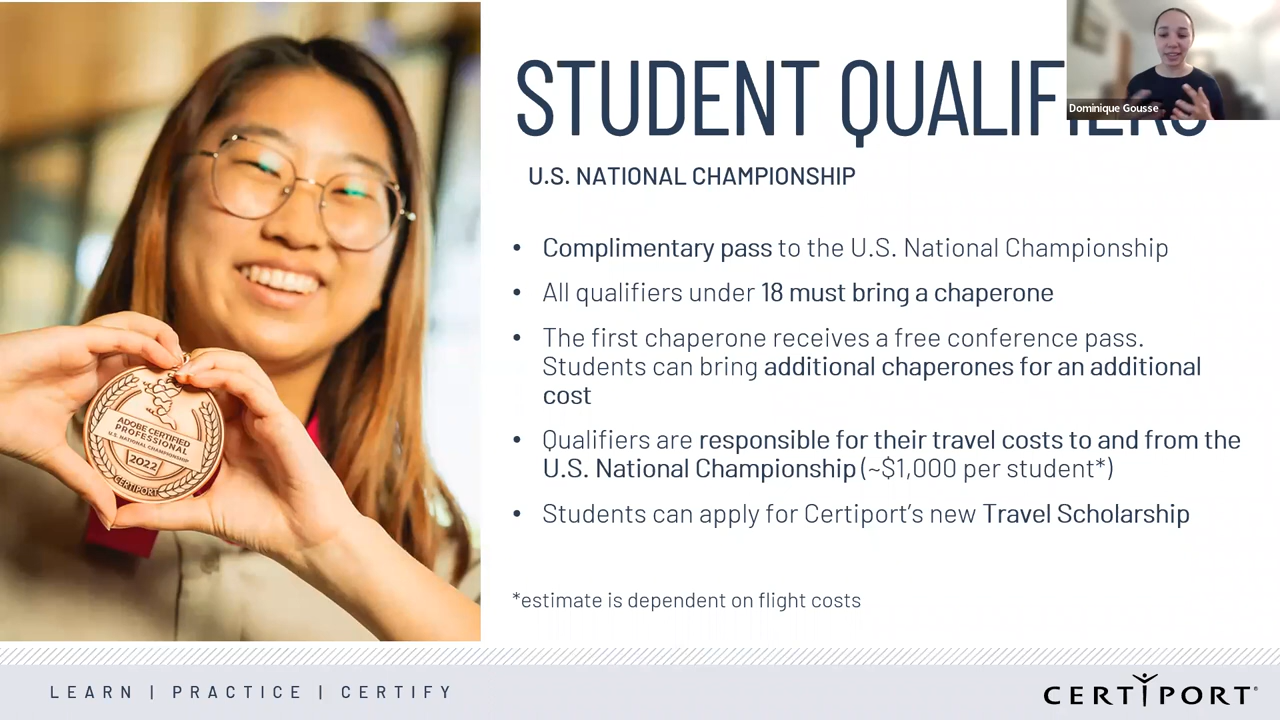 STUDENT QUALIFIERS
Dominique Gousse
U.S. NATIONAL CHAMPIONSHIP
• Complimentary pass to the U.S. National Championship
• All qualifiers under 18 must bring a chaperone
• The first chaperone receives a free conference pass.
Students can bring additional chaperones for an additional
cost
• Qualifiers are responsible for their travel costs to and from the
U.S. National Championship (~$1,000 per student*)
• Students can apply for Certiport’s new Travel Scholarship
*estimate is dependent on flight costs
ADOBE CERTIFIED
PROFESSIONAL
U.S. NATIONAL CHAMPIONSHIP
2022
CERTIPORT
LEARN | PRACTICE | CERTIFY
CERTIPORT®